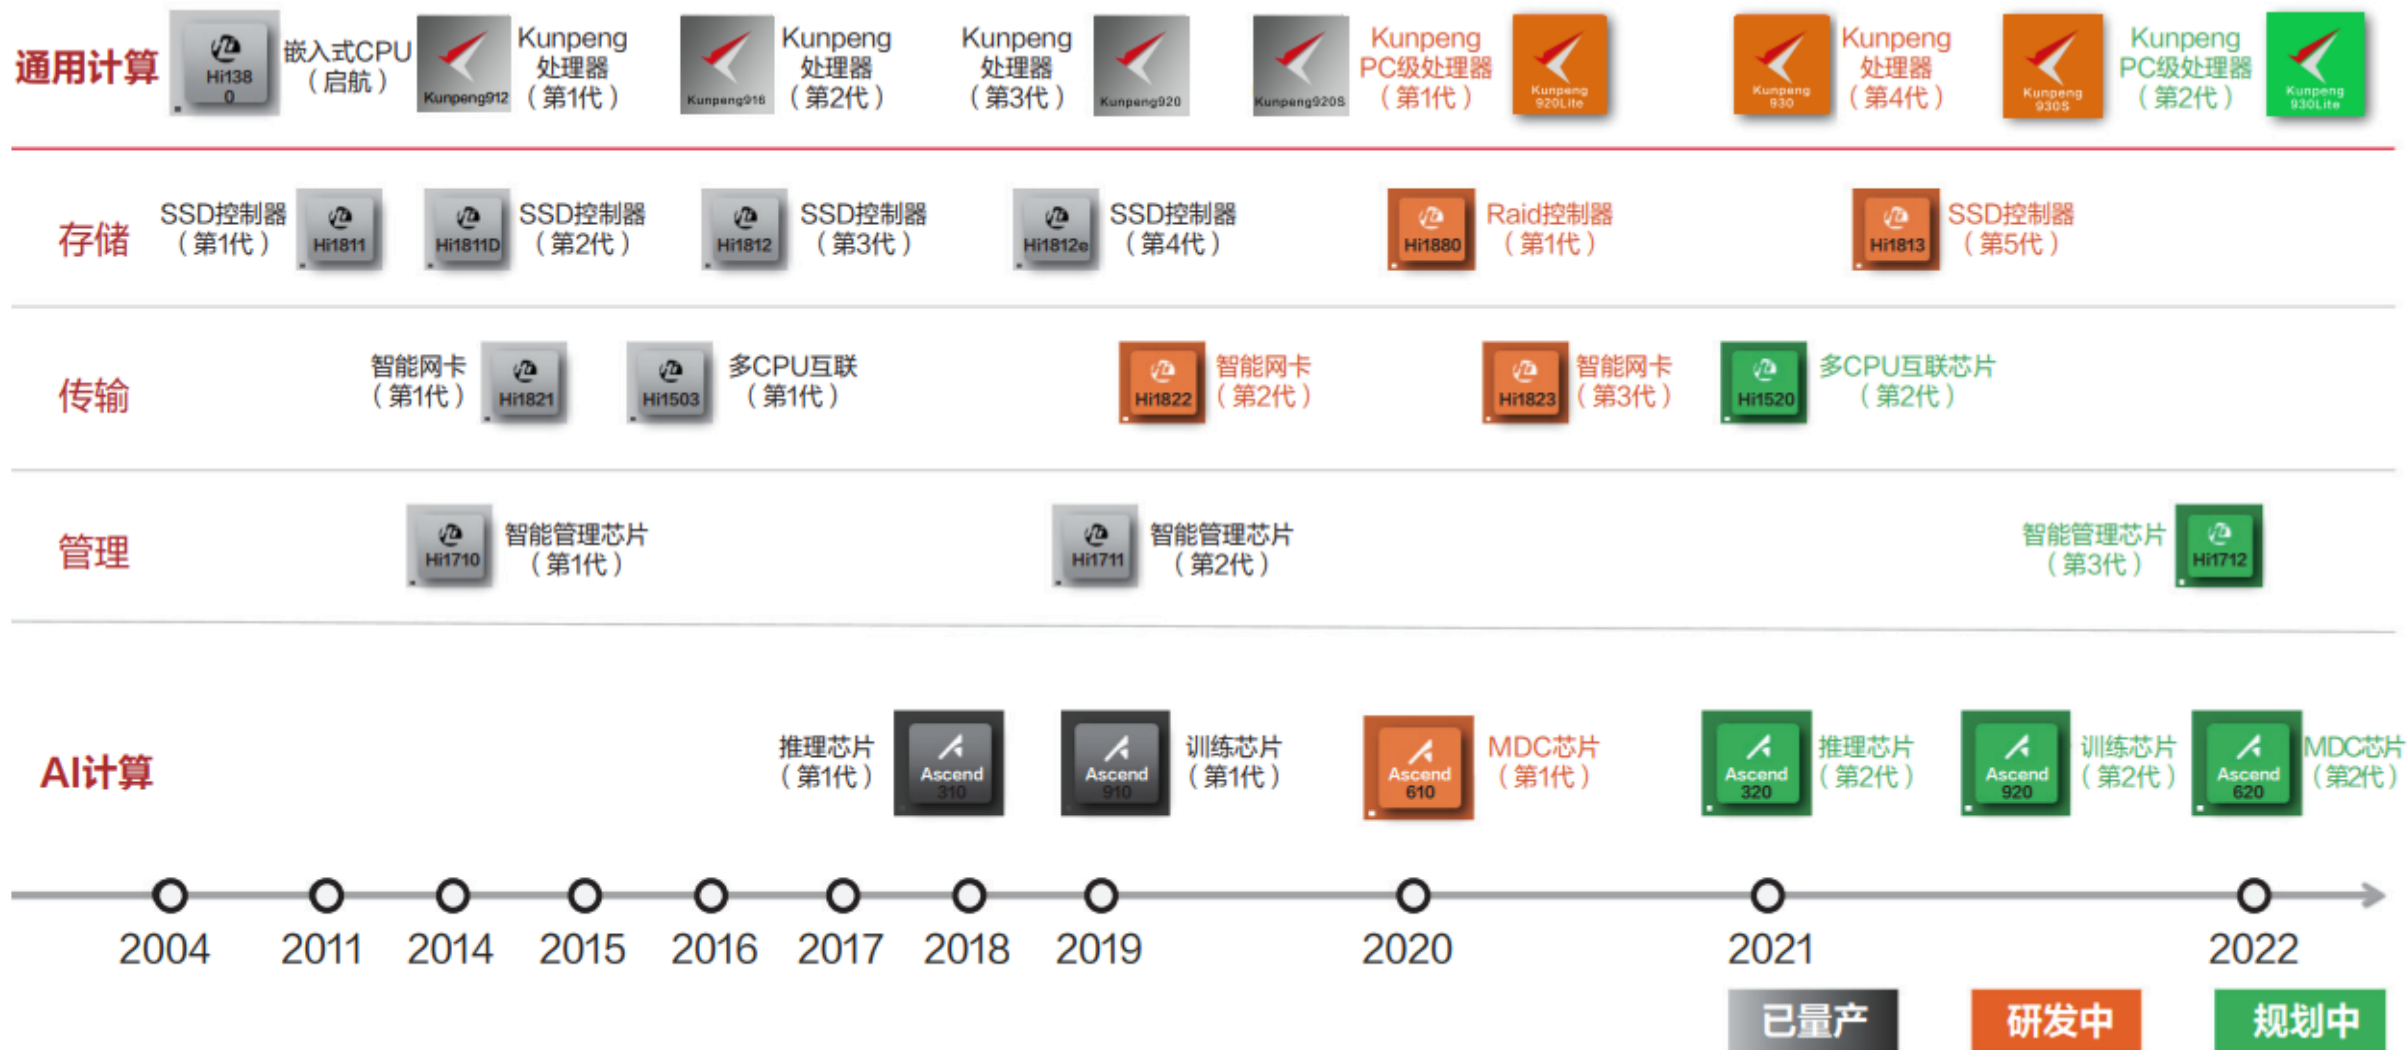 通用计算
Hi138
0
嵌入式CPU
（启航）
Kunpeng912
Kunpeng
处理器
（第1代）
Kunpeng916
Kunpeng
处理器
（第2代）
Kunpeng
处理器
（第3代）
Kunpeng920
Kunpeng920S
Kunpeng
PC级处理器
（第1代）
Kunpeng
920Lite
Kunpeng
930
Kunpeng
处理器
（第4代）
Kunpeng
930S
Kunpeng
PC级处理器
（第2代）
Kunpeng
930Lite
存储
SSD控制器
（第1代）
Hi1811
Hi1811D
SSD控制器
（第2代）
Hi1812
SSD控制器
（第3代）
Hi1812e
SSD控制器
（第4代）
Hi1880
Raid控制器
（第1代）
Hi1813
SSD控制器
（第5代）
传输
智能网卡
（第1代）
Hi1821
Hi1503
多CPU互联
（第1代）
Hi1822
智能网卡
（第2代）
Hi1823
智能网卡
（第3代）
Hi1520
多CPU互联芯片
（第2代）
管理
Hi1710
智能管理芯片
（第1代）
Hi1711
智能管理芯片
（第2代）
智能管理芯片
（第3代）
Hi1712
AI计算
推理芯片
（第1代）
Ascend
310
Ascend
910
训练芯片
（第1代）
Ascend
610
MDC芯片
（第1代）
Ascend
320
推理芯片
（第2代）
Ascend
920
训练芯片
（第2代）
Ascend
620
MDC芯片
（第2代）
2004
2011
2014
2015
2016
2017
2018
2019
2020
2021
2022
已量产
研发中
规划中